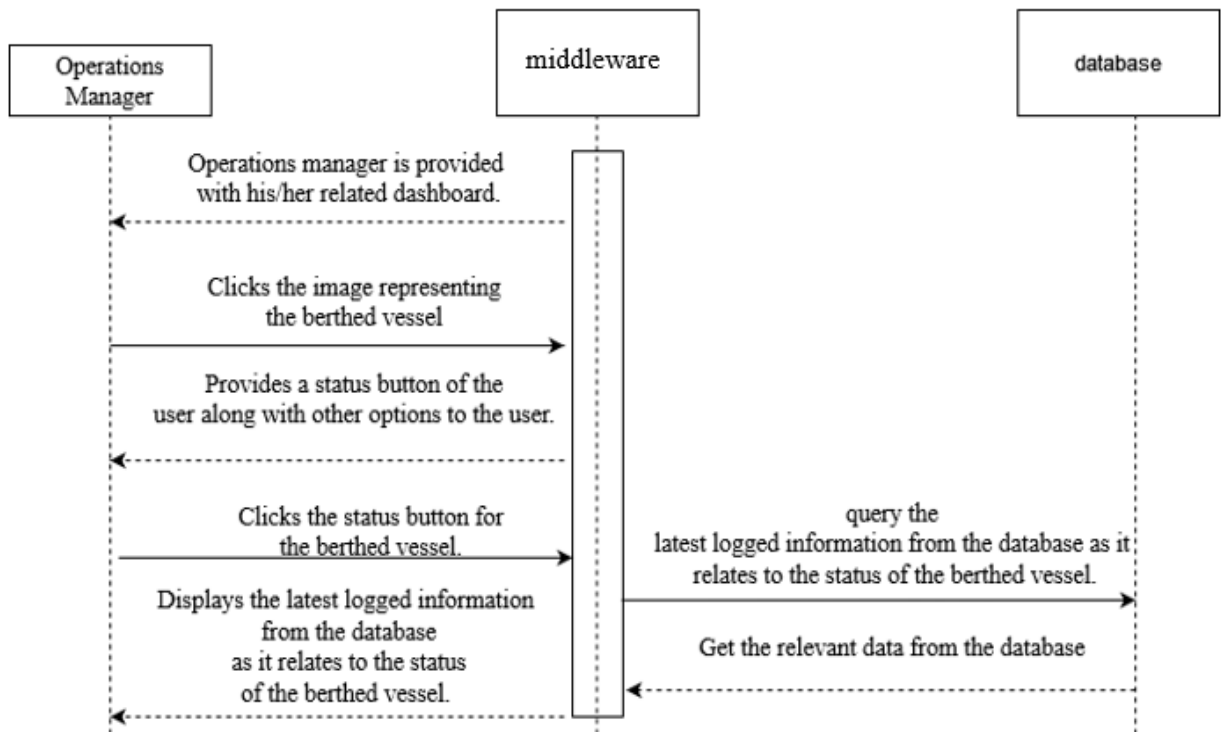 Operations
Manager
middleware
database
Operations manager is provided
with his/her related dashboard.
Clicks the image representing
the berthed vessel
Provides a status button of the
user along with other options to the user.
Clicks the status button for
the berthed vessel.
query the
latest logged information from the database as it
relates to the status of the berthed vessel.
Get the relevant data from the database
Displays the latest logged information
from the database
as it relates to the status
of the berthed vessel.